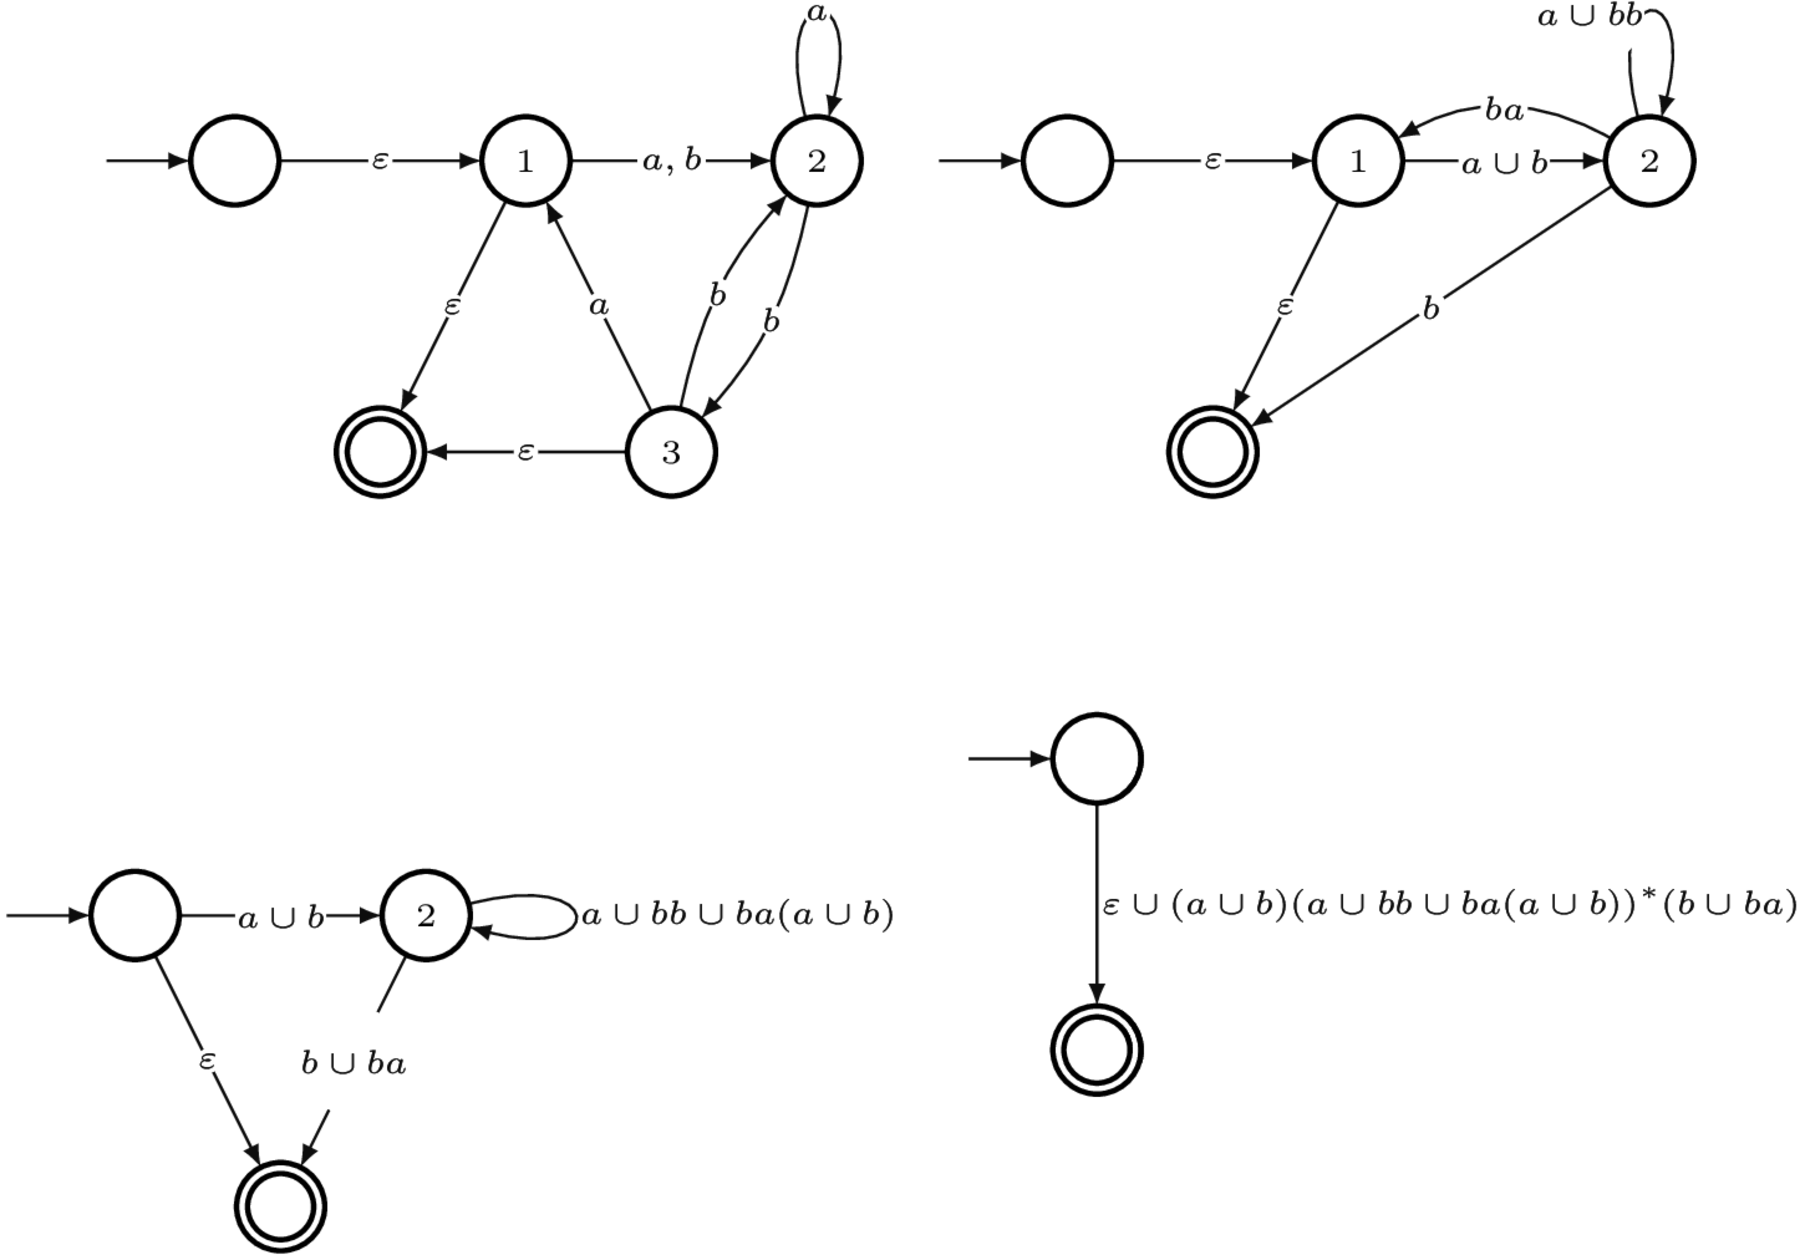 a
ε
1
a, b
2
ε
a
b
b
ε
3
a ∪ bb
ba
ε
1
a ∪ b
2
ε
b
a ∪ b
2
a ∪ bb ∪ ba(a ∪ b)
ε
b ∪ ba
ε ∪ (a ∪ b)(a ∪ bb ∪ ba(a ∪ b))*(b ∪ ba)